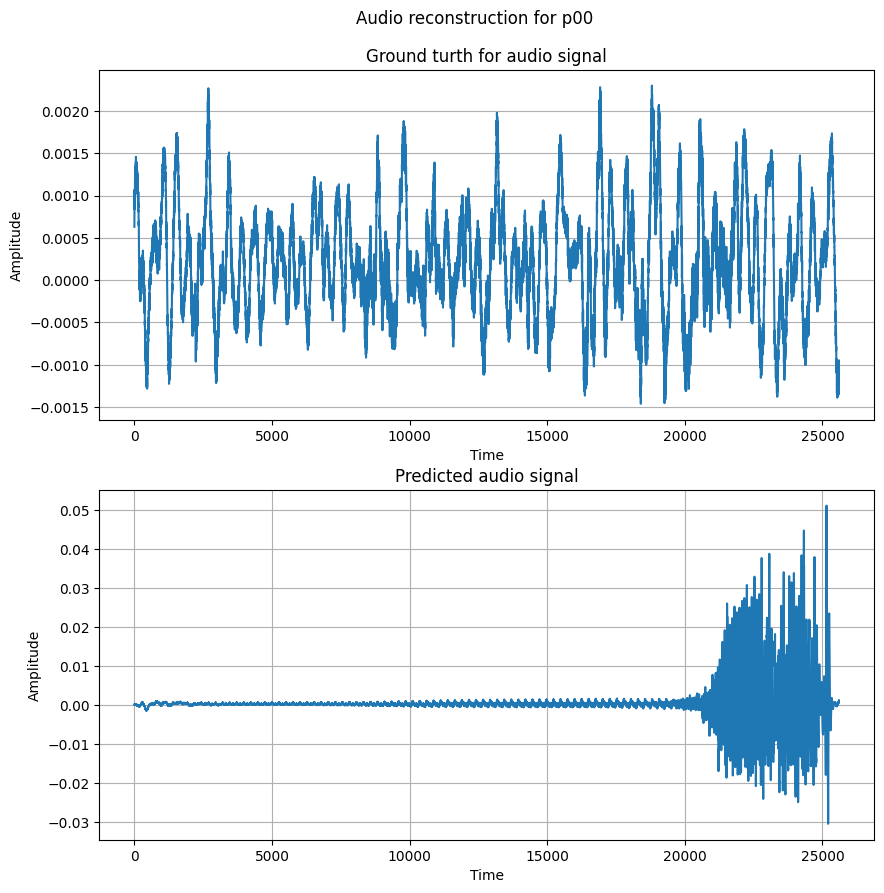 Audio reconstruction for p00
Ground turth for audio signal
Amplitude
0.0020
0.0015
0.0010
0.0005
0.0000
−0.0005
−0.0010
−0.0015
0 5000 10000 15000 20000 25000
Time
Predicted audio signal
Amplitude
0.05
0.04
0.03
0.02
0.01
0.00
−0.01
−0.02
−0.03
0 5000 10000 15000 20000 25000
Time